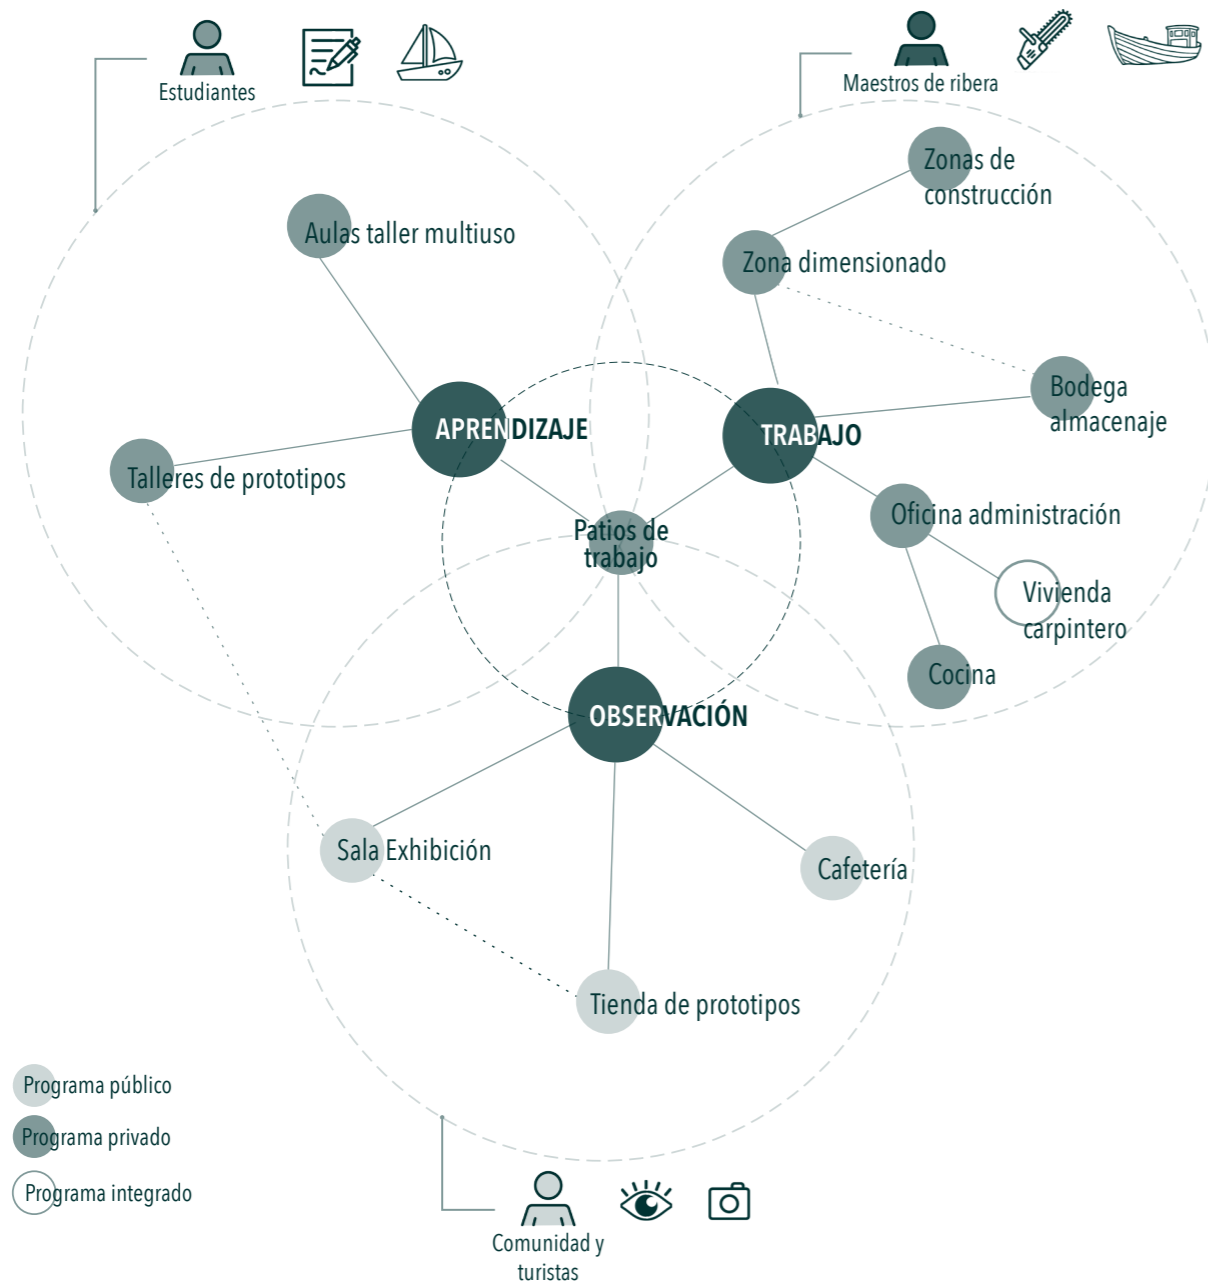 Estudiantes
Maestros de ribera
Zonas de
construcción
Aulas taller multiuso
Zona dimensionado
Bodega
almacenaje
APRENDIZAJE
TRABAJO
Talleres de prototipos
Oficina administración
Patios de
trabajo
Vivienda
carpintero
Cocina
OBSERVACIÓN
Sala Exhibición
Cafetería
Tienda de prototipos
Programa público
Programa privado
Programa integrado
Comunidad y
turistas